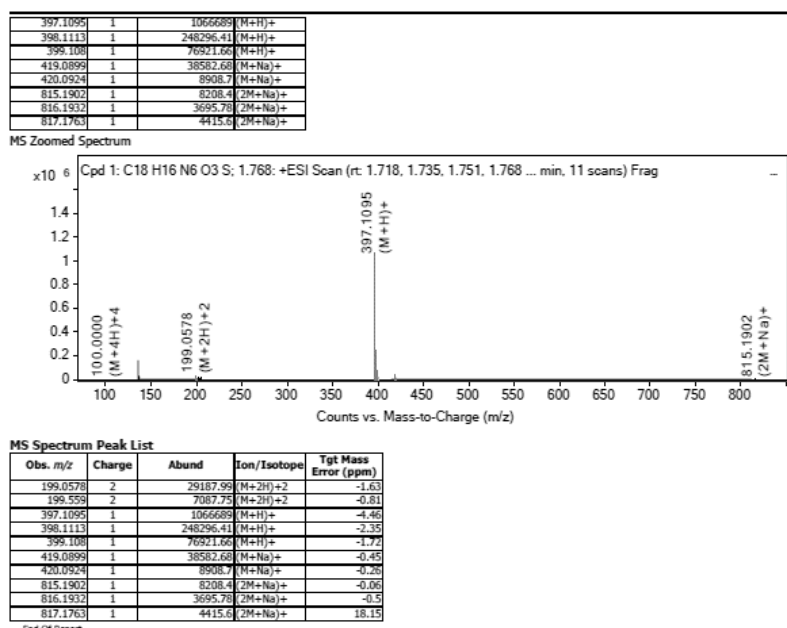 397.1095 1 1066689 (M+H)+
398.1113 1 248296.41 (M+H)+
399.108 1 76921.66 (M+H)+
419.0899 1 38582.68 (M+Na)+
420.0924 1 8908.7 (M+Na)+
815.1902 1 8208.4 (2M+Na)+
816.1932 1 3695.78 (2M+Na)+
817.1763 1 4415.6 (2M+Na)+
MS Zoomed Spectrum
x10 6
Cpd 1: C18 H16 N6 O3 S; 1.768: +ESI Scan (rt: 1.718, 1.735, 1.751, 1.768 ... min, 11 scans) Frag
1.4
1.2
1
0.8
0.6
0.4
0.2
0
100.0000
(M+4H)+4
199.0578
(M+2H)+2
397.1095
(M+H)+
815.1902
(2M+Na)+
100 150 200 250 300 350 400 450 500 550 600 650 700 750 800
Counts vs. Mass-to-Charge (m/z)
MS Spectrum Peak List
Obs. m/z Charge Abund Ion/Isotope Tgt Mass Error (ppm)
199.0578 2 29187.99 (M+2H)+2 -1.63
199.559 2 7087.75 (M+2H)+2 -0.81
397.1095 1 1066689 (M+H)+ -4.46
398.1113 1 248296.41 (M+H)+ -2.35
399.108 1 76921.66 (M+H)+ -1.72
419.0899 1 38582.68 (M+Na)+ -0.45
420.0924 1 8908.7 (M+Na)+ -0.26
815.1902 1 8208.4 (2M+Na)+ -0.06
816.1932 1 3695.78 (2M+Na)+ -0.5
817.1763 1 4415.6 (2M+Na)+ 18.15
End Of Report